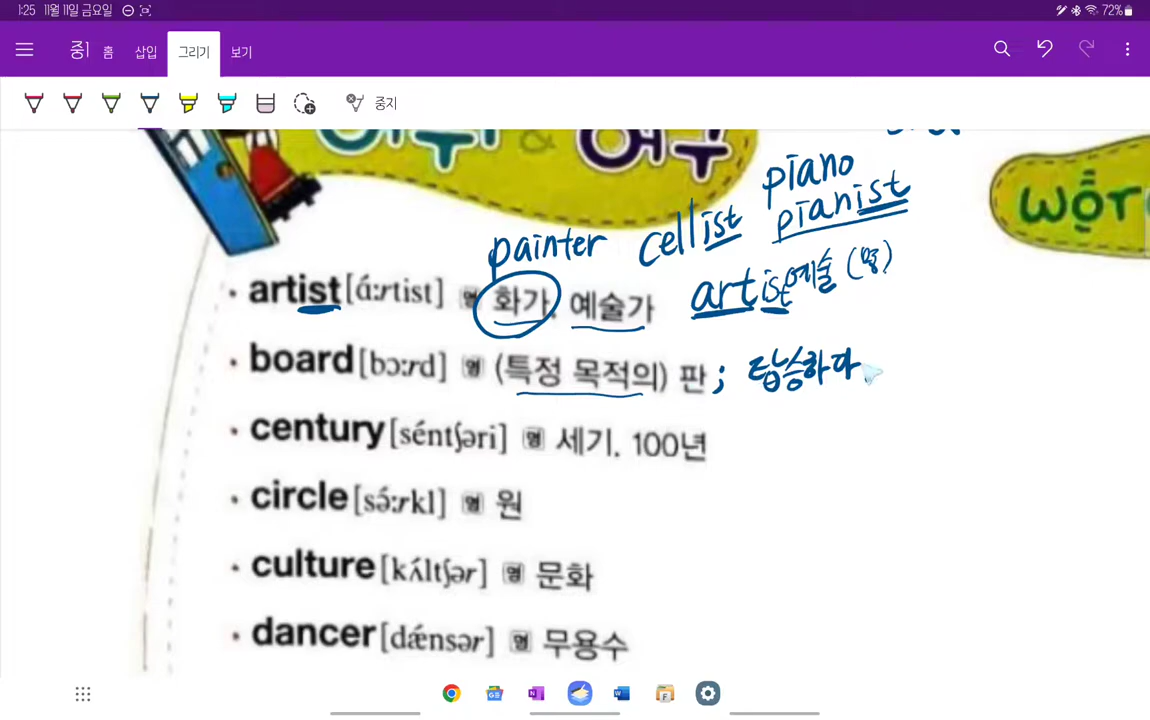 1:25 11월 11일 금요일 72%
중1 홈 삽입 그리기 보기
중지
어휘 & 어구
piano
pianist
painter cellist
artist[ɑ́ːrtist] 명 화가, 예술가 artist 예술 (명)
board[bɔːrd] 명 (특정 목적의) 판 ; 탑승하다
century[séntʃəri] 명 세기, 100년
circle[sə́ːrkl] 명 원
culture[kʌ́ltʃər] 명 문화
dancer[dǽnsər] 명 무용수